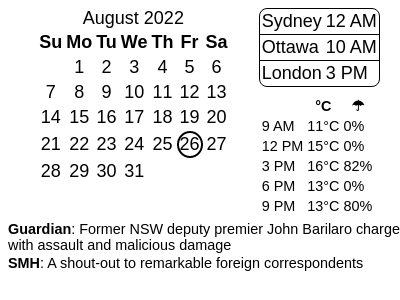 August 2022
Su Mo Tu We Th Fr Sa
1 2 3 4 5 6
7 8 9 10 11 12 13
14 15 16 17 18 19 20
21 22 23 24 25 26 27
28 29 30 31
Sydney 12 AM
Ottawa 10 AM
London 3 PM
°C ☂
9 AM 11°C 0%
12 PM 15°C 0%
3 PM 16°C 82%
6 PM 13°C 0%
9 PM 13°C 80%
Guardian: Former NSW deputy premier John Barilaro charge
with assault and malicious damage
SMH: A shout-out to remarkable foreign correspondents